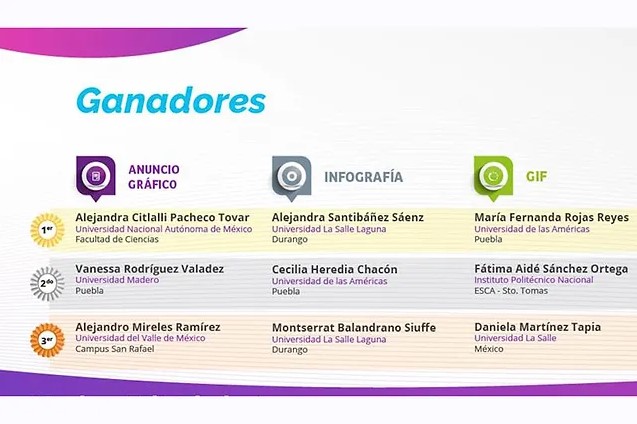 Ganadores
ANUNCIO
GRÁFICO
INFOGRAFÍA
GIF
1er
Alejandra Citlalli Pacheco Tovar
Universidad Nacional Autónoma de México
Facultad de Ciencias
Alejandra Santibáñez Sáenz
Universidad La Salle Laguna
Durango
María Fernanda Rojas Reyes
Universidad de las Américas
Puebla
2do
Vanessa Rodríguez Valadez
Universidad Madero
Puebla
Cecilia Heredia Chacón
Universidad de las Américas
Puebla
Fátima Aidé Sánchez Ortega
Instituto Politécnico Nacional
ESCA - Sto. Tomas
3er
Alejandro Mireles Ramírez
Universidad del Valle de México
Campus San Rafael
Montserrat Balandrano Siuffe
Universidad La Salle Laguna
Durango
Daniela Martínez Tapia
Universidad La Salle
México